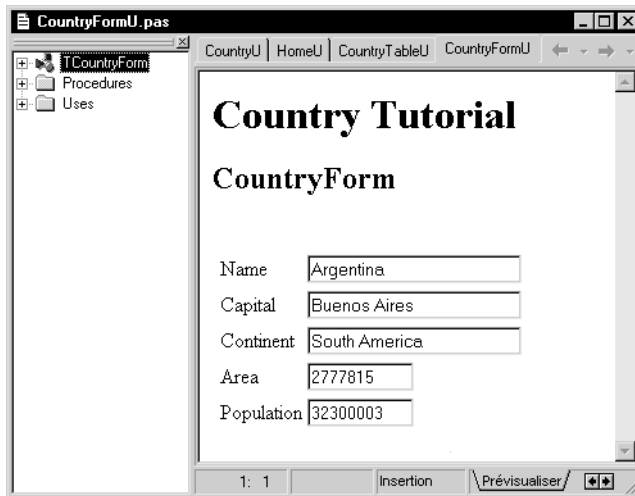 CountryFormU.pas
TCountryForm
Procedures
Uses
CountryU HomeU CountryTableU CountryFormU
Country Tutorial
CountryForm
Name Argentina
Capital Buenos Aires
Continent South America
Area 2777815
Population 32300003
1: 1 Insertion Prévisualiser